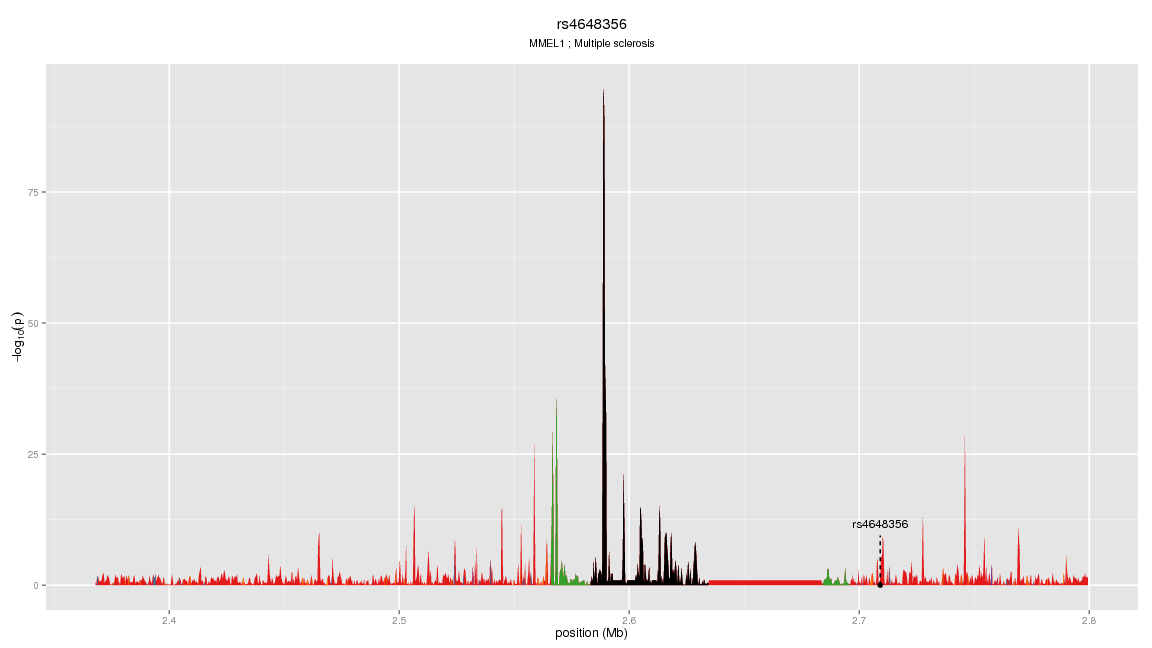 rs4648356
MMEL1 ; Multiple sclerosis
−log10(p)
75
50
25
0
rs4648356
2.4 2.5 2.6 2.7 2.8
position (Mb)